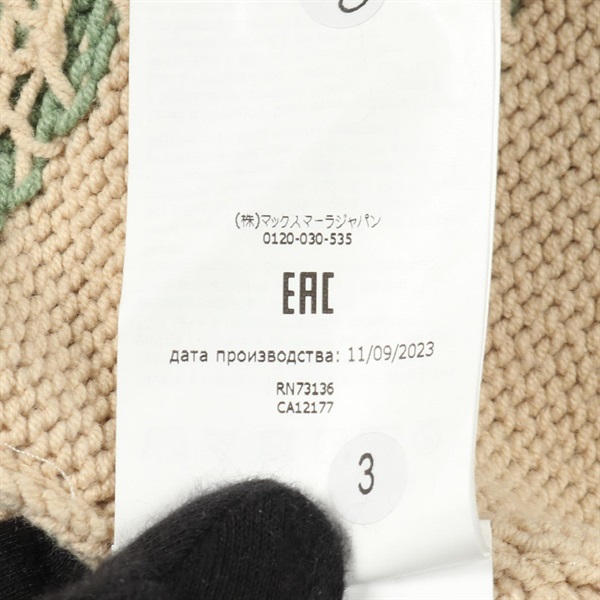 (株)マックスマーラジャパン
0120-030-535
EAC
дата производства: 11/09/2023
RN73136
CA12177
3